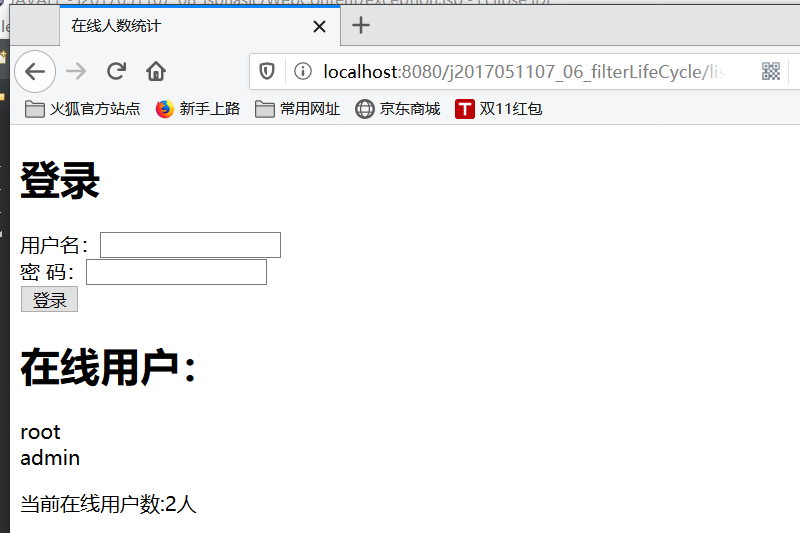 在线人数统计
localhost:8080/j2017051107_06_filterLifeCycle/lis
火狐官方站点 新手上路 常用网址 京东商城 T 双11红包
登录
用户名：
密 码：
登录
在线用户：
root
admin
当前在线用户数:2人